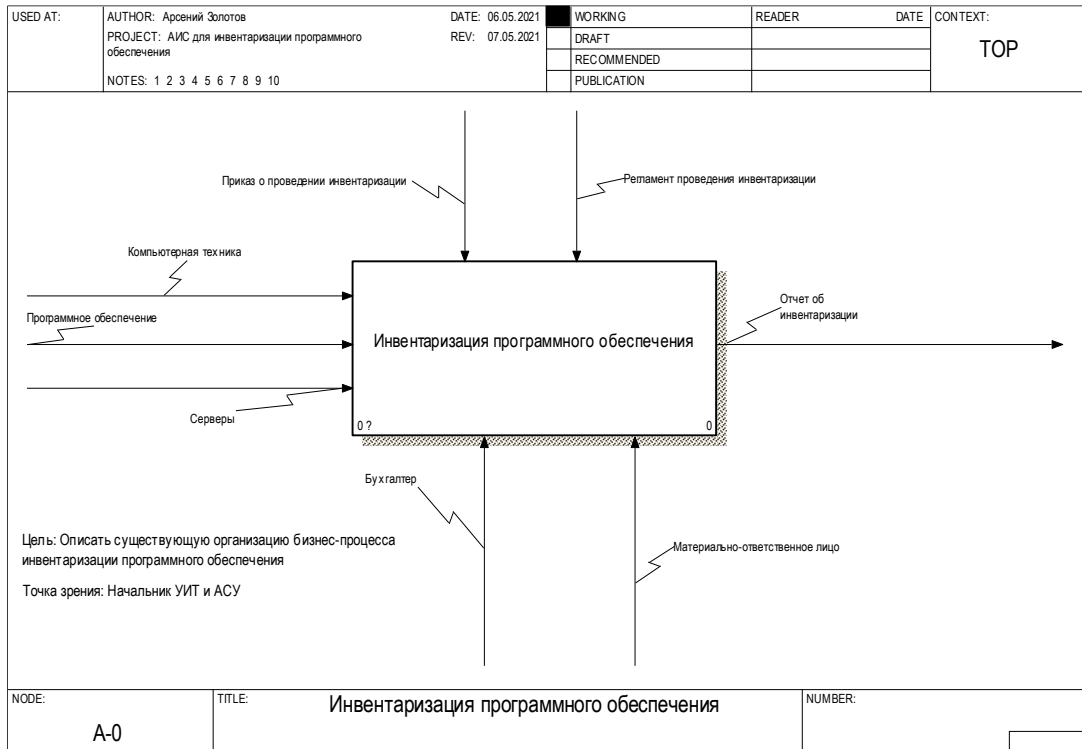 USED AT:
AUTHOR: Арсений Золотов
DATE: 06.05.2021
PROJECT: АИС для инвентаризации программного
обеспечения
REV: 07.05.2021
NOTES: 1 2 3 4 5 6 7 8 9 10
WORKING
DRAFT
RECOMMENDED
PUBLICATION
READER
DATE
CONTEXT:
TOP
Приказ о проведении инвентаризации
Регламент проведения инвентаризации
Компьютерная техника
Программное обеспечение
Серверы
Инвентаризация программного обеспечения
0 ?
0
Отчет об
инвентаризации
Бухгалтер
Материально-ответственное лицо
Цель: Описать существующую организацию бизнес-процесса
инвентаризации программного обеспечения
Точка зрения: Начальник УИТ и АСУ
NODE:
A-0
TITLE:
Инвентаризация программного обеспечения
NUMBER: